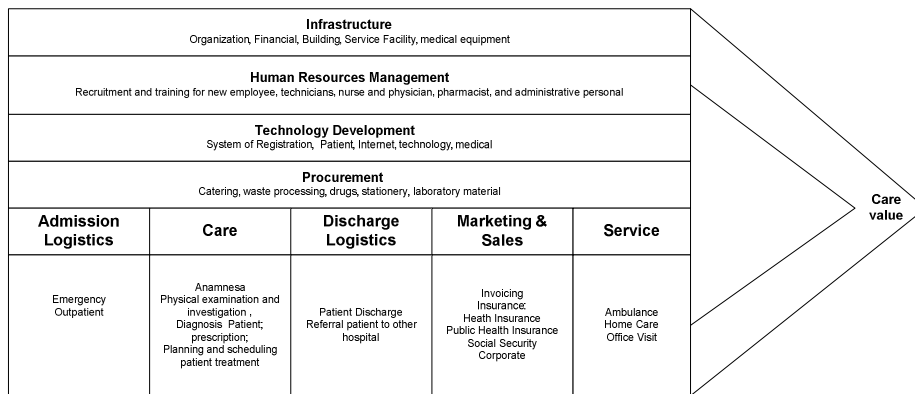 Infrastructure
Organization, Financial, Building, Service Facility, medical equipment
Human Resources Management
Recruitment and training for new employee, technicians, nurse and physician, pharmacist, and administrative personal
Technology Development
System of Registration, Patient, Internet, technology, medical
Procurement
Catering, waste processing, drugs, stationery, laboratory material
Admission
Logistics
Care
Discharge
Logistics
Marketing &
Sales
Service
Emergency
Outpatient
Anamnesa
Physical examination and
investigation ,
Diagnosis Patient;
prescription;
Planning and scheduling
patient treatment
Patient Discharge
Referral patient to other
hospital
Invoicing
Insurance:
Heath Insurance
Public Health Insurance
Social Security
Corporate
Ambulance
Home Care
Office Visit
Care
value